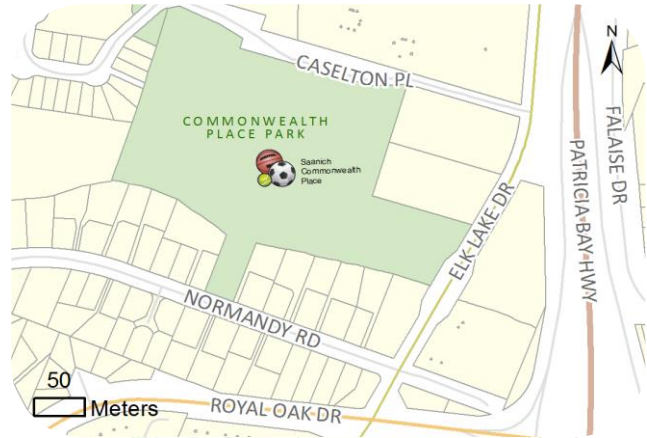 N
CASELTON PL
COMMONWEALTH
PLACE PARK
Saanich
Commonwealth
Place
FALAISE DR
PATRICIA BAY HWY
ELK LAKE DR
NORMANDY RD
50
Meters
ROYAL OAK DR